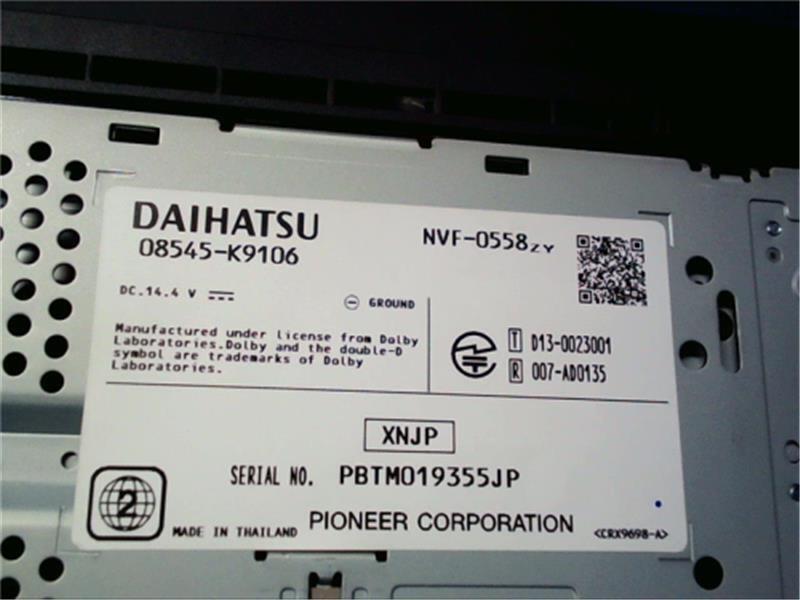 DAIHATSU
08545-K9106
NVF-0558ZY
DC.14.4 V
GROUND
Manufactured under license from Dolby
Laboratories.Dolby and the double-D
symbol are trademarks of Dolby
Laboratories.
T D13-0023001
R 007-AD0135
XNJP
SERIAL NO. PBTM019355JP
2
MADE IN THAILAND
PIONEER CORPORATION
<CRX9698-A>